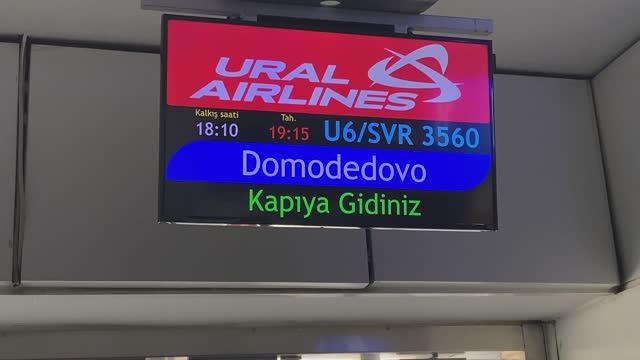 URAL
AIRLINES
Kalkış saati Tah.
18:10 19:15 U6/SVR 3560
Domodedovo
Kapıya Gidiniz